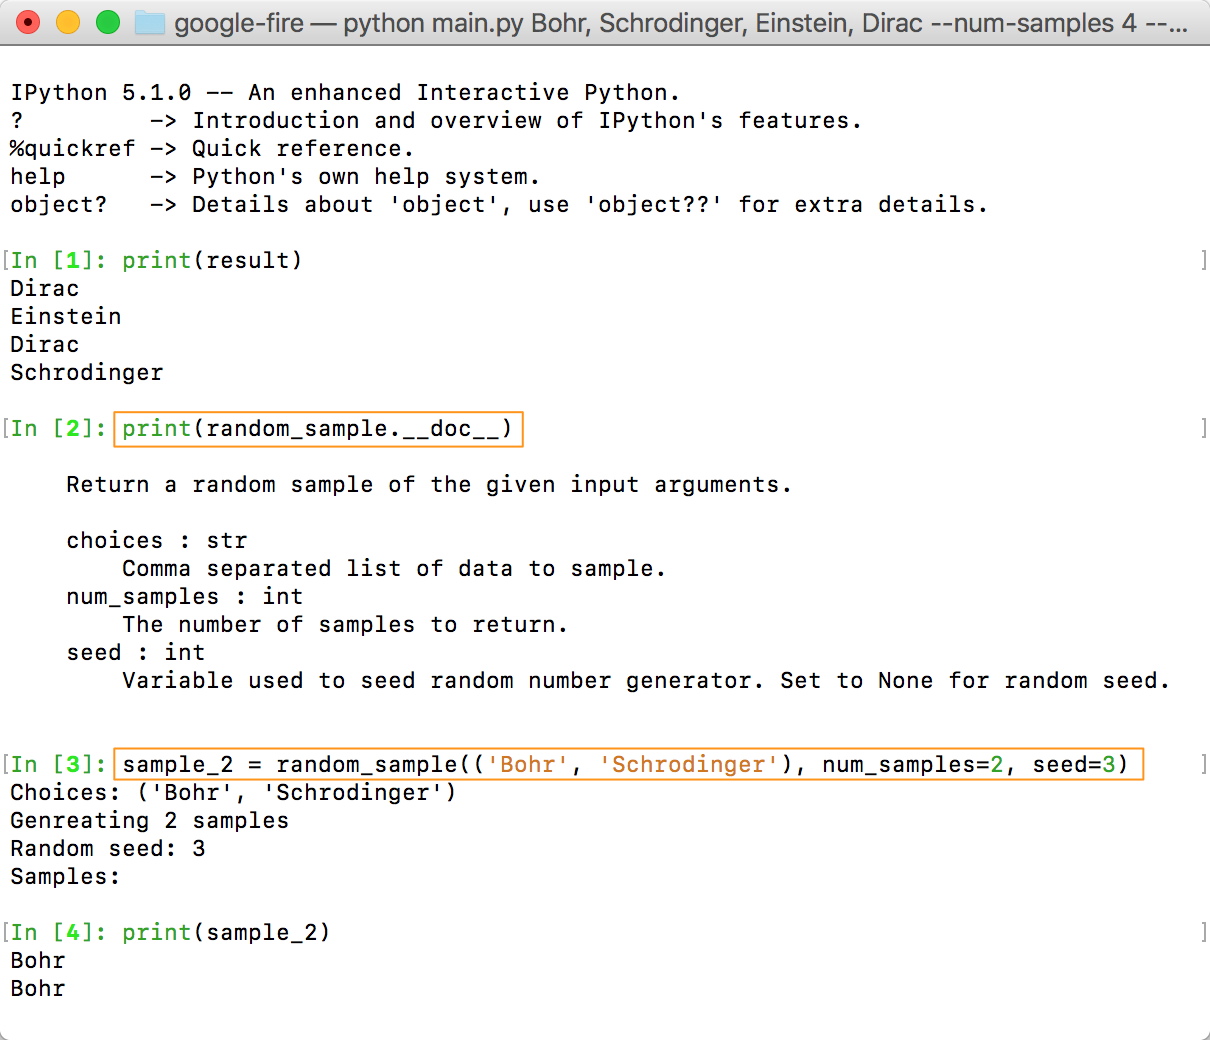 google-fire — python main.py Bohr, Schrodinger, Einstein, Dirac --num-samples 4 --...
IPython 5.1.0 -- An enhanced Interactive Python.
?         -> Introduction and overview of IPython's features.
%quickref -> Quick reference.
help      -> Python's own help system.
object?   -> Details about 'object', use 'object??' for extra details.
[In [1]: print(result) ]
Dirac
Einstein
Dirac
Schrodinger
[In [2]: print(random_sample.__doc__) ]
Return a random sample of the given input arguments.
choices : str
Comma separated list of data to sample.
num_samples : int
The number of samples to return.
seed : int
Variable used to seed random number generator. Set to None for random seed.
[In [3]: sample_2 = random_sample(('Bohr', 'Schrodinger'), num_samples=2, seed=3) ]
Choices: ('Bohr', 'Schrodinger')
Genreating 2 samples
Random seed: 3
Samples:
[In [4]: print(sample_2) ]
Bohr
Bohr